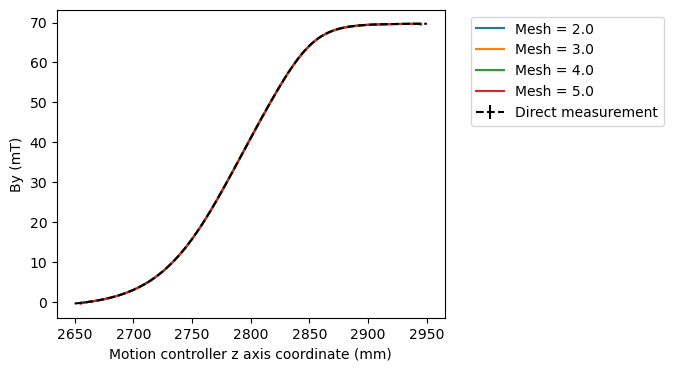 70
60
50
40
30
20
10
0
By (mT)
2650 2700 2750 2800 2850 2900 2950
Motion controller z axis coordinate (mm)
Mesh = 2.0
Mesh = 3.0
Mesh = 4.0
Mesh = 5.0
Direct measurement